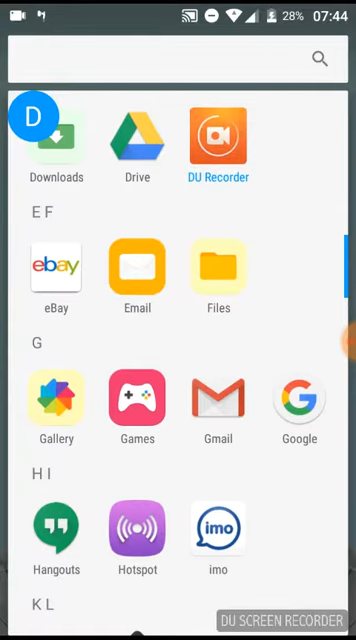 28% 07:44
D
Downloads Drive DU Recorder
E F
ebay
eBay Email Files
G
G
Gallery Games Gmail Google
H I
imo
Hangouts Hotspot imo
K L
DU SCREEN RECORDER